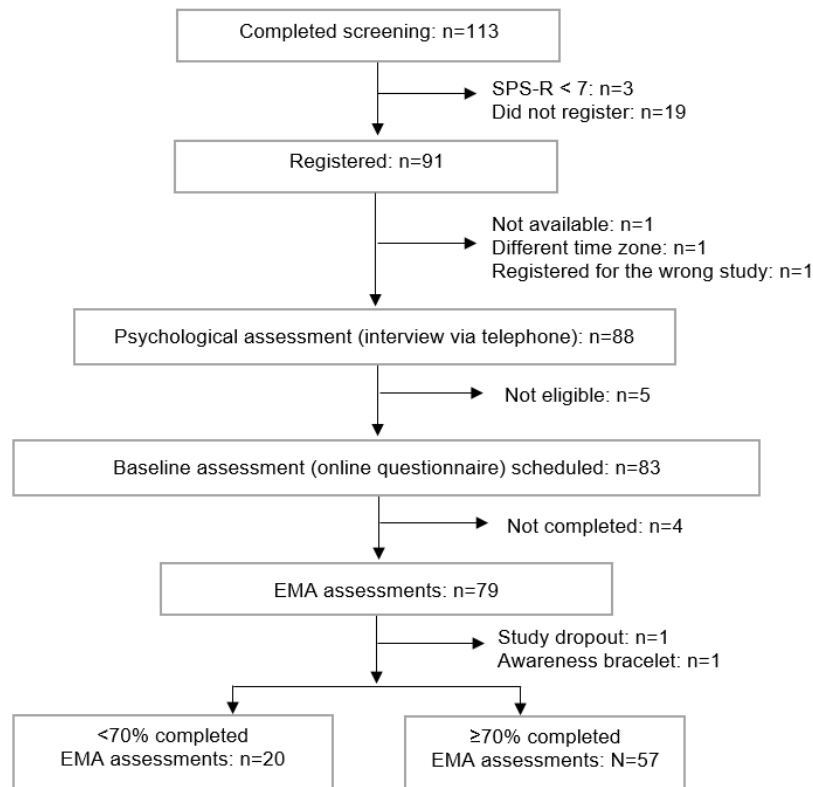 Completed screening: n=113
SPS-R < 7: n=3
Did not register: n=19
Registered: n=91
Not available: n=1
Different time zone: n=1
Registered for the wrong study: n=1
Psychological assessment (interview via telephone): n=88
Not eligible: n=5
Baseline assessment (online questionnaire) scheduled: n=83
Not completed: n=4
EMA assessments: n=79
Study dropout: n=1
Awareness bracelet: n=1
<70% completed
EMA assessments: n=20
≥70% completed
EMA assessments: N=57